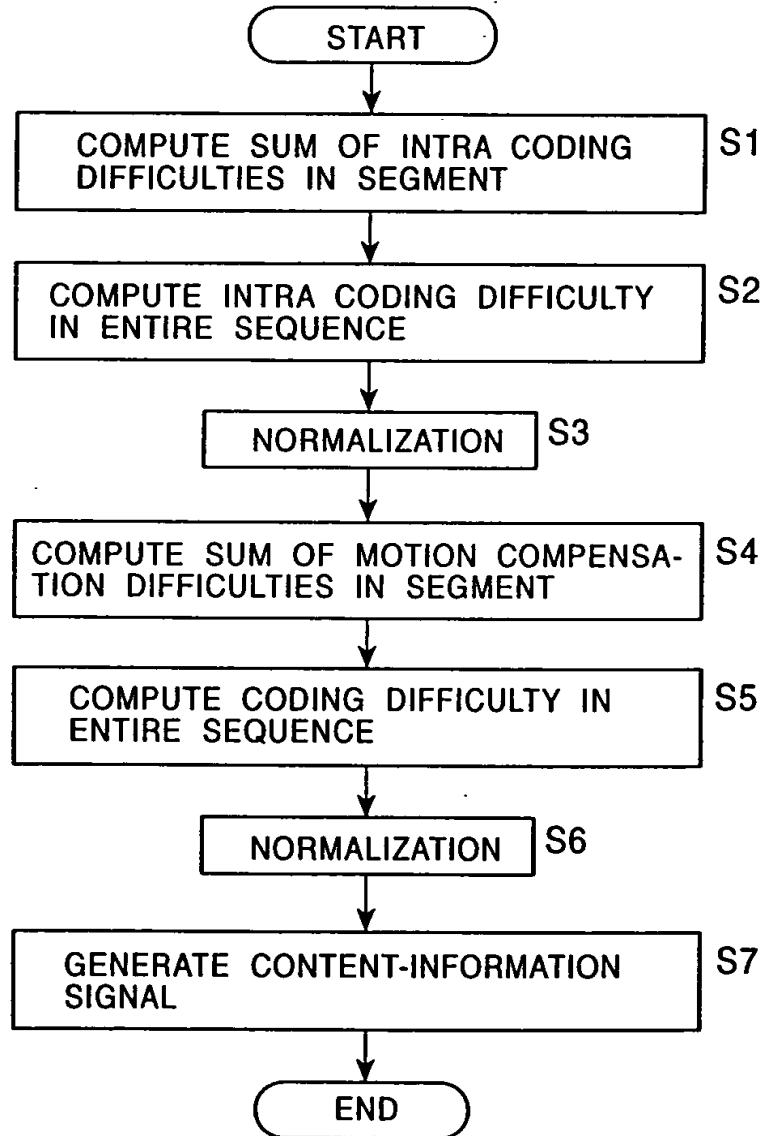 START
COMPUTE SUM OF INTRA CODING
DIFFICULTIES IN SEGMENT
S1
COMPUTE INTRA CODING DIFFICULTY
IN ENTIRE SEQUENCE
S2
NORMALIZATION
S3
COMPUTE SUM OF MOTION COMPENSA-
TION DIFFICULTIES IN SEGMENT
S4
COMPUTE CODING DIFFICULTY IN
ENTIRE SEQUENCE
S5
NORMALIZATION
S6
GENERATE CONTENT-INFORMATION
SIGNAL
S7
END